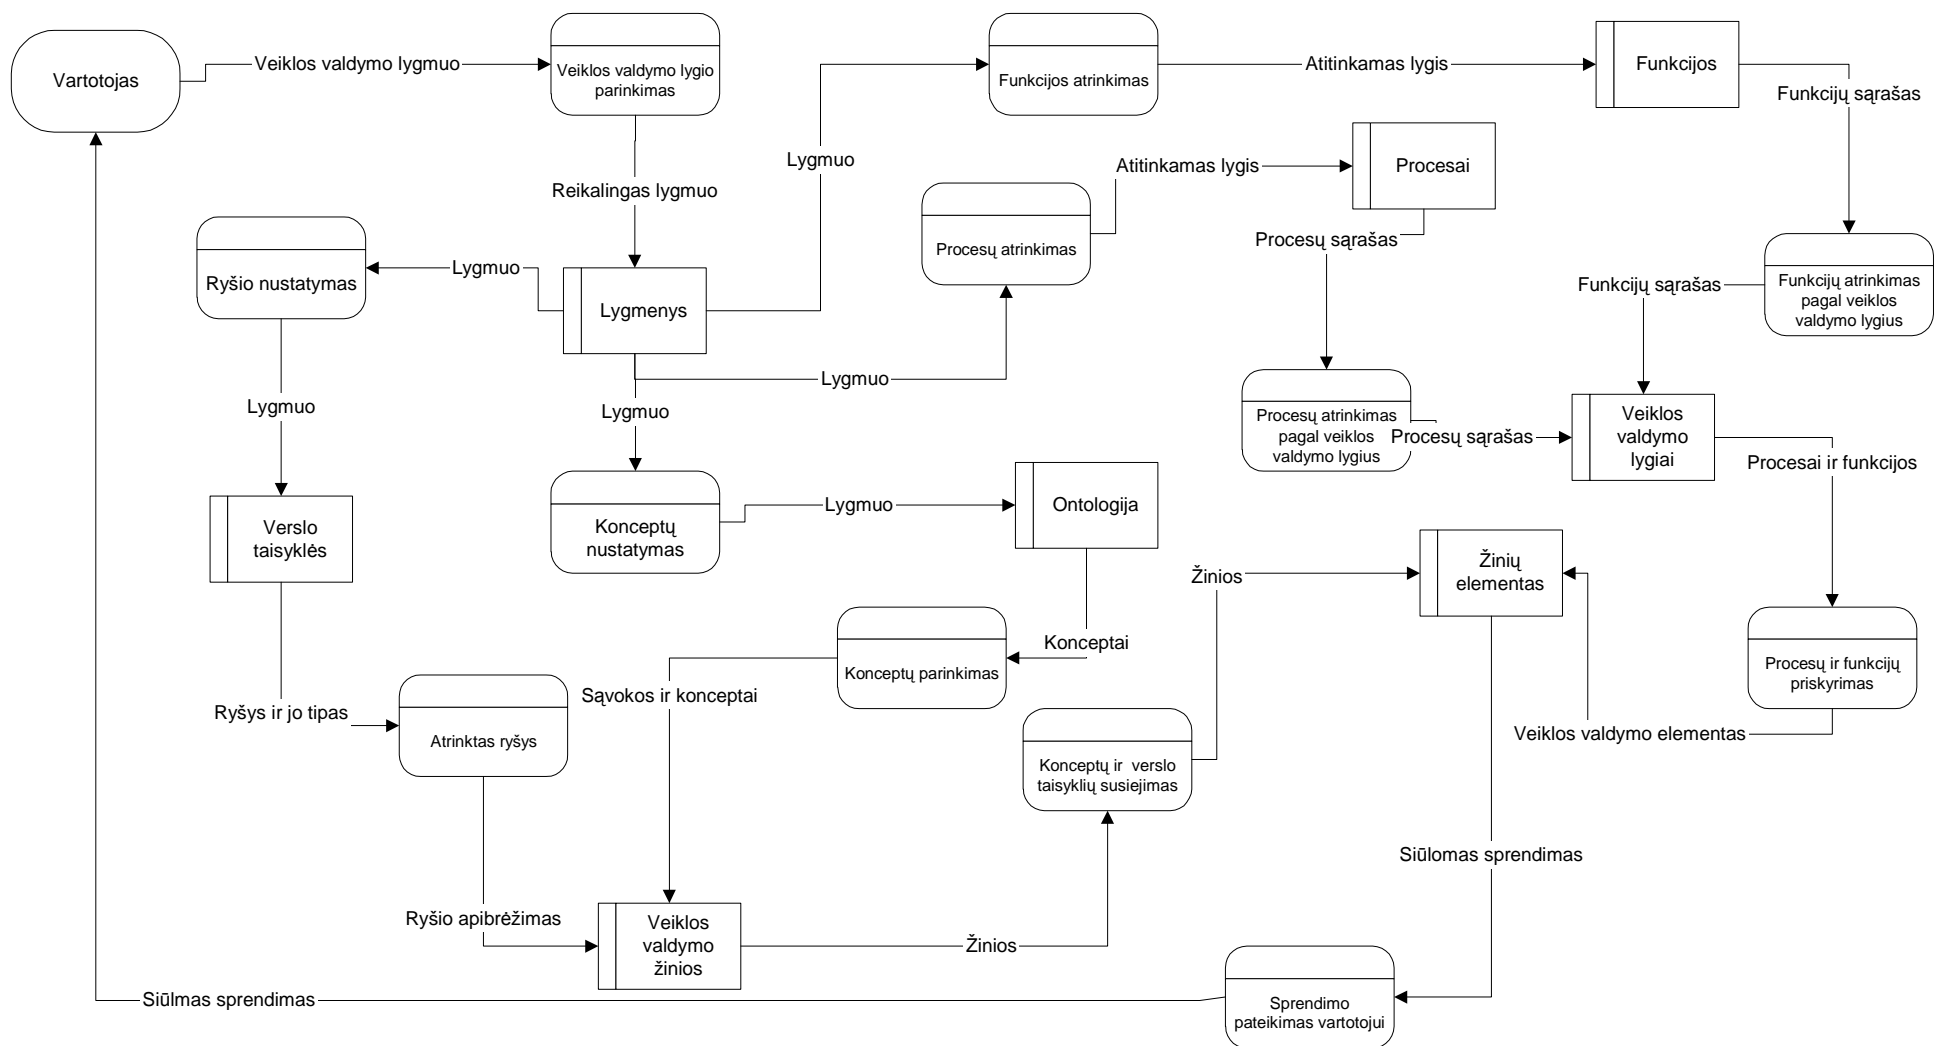 Vartotojas
Veiklos valdymo lygmuo
Veiklos valdymo lygio
parinkimas
Funkcijos atrinkimas
Atitinkamas lygis
Funkcijos
Funkcijų sąrašas
Lygmuo
Atitinkamas lygis
Procesai
Reikalingas lygmuo
Procesų atrinkimas
Procesų sąrašas
Ryšio nustatymas
Lygmuo
Lygmenys
Funkcijų sąrašas
Funkcijų atrinkimas
pagal veiklos
valdymo lygius
Lygmuo
Lygmuo
Lygmuo
Procesų atrinkimas
pagal veiklos
valdymo lygius
Procesų sąrašas
Veiklos
valdymo
lygiai
Procesai ir funkcijos
Verslo
taisyklės
Konceptų
nustatymas
Lygmuo
Ontologija
Žinios
Žinių
elementas
Konceptai
Konceptų parinkimas
Procesų ir funkcijų
priskyrimas
Sąvokos ir konceptai
Ryšys ir jo tipas
Atrinktas ryšys
Veiklos valdymo elementas
Konceptų ir  verslo
taisyklių susiejimas
Siūlomas sprendimas
Ryšio apibrėžimas
Veiklos
valdymo
žinios
Žinios
Siūlmas sprendimas
Sprendimo
pateikimas vartotojui